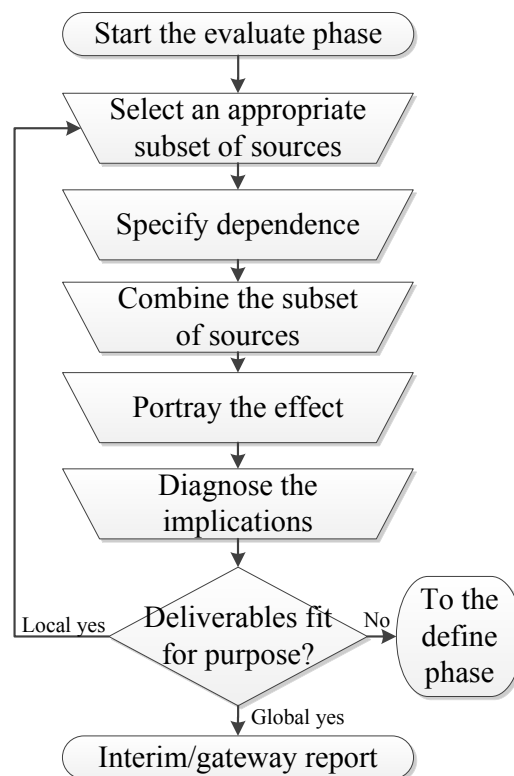 Start the evaluate phase
Select an appropriate
subset of sources
Specify dependence
Combine the subset
of sources
Portray the effect
Diagnose the
implications
Deliverables fit
for purpose?
Local yes
No
To the
define
phase
Global yes
Interim/gateway report